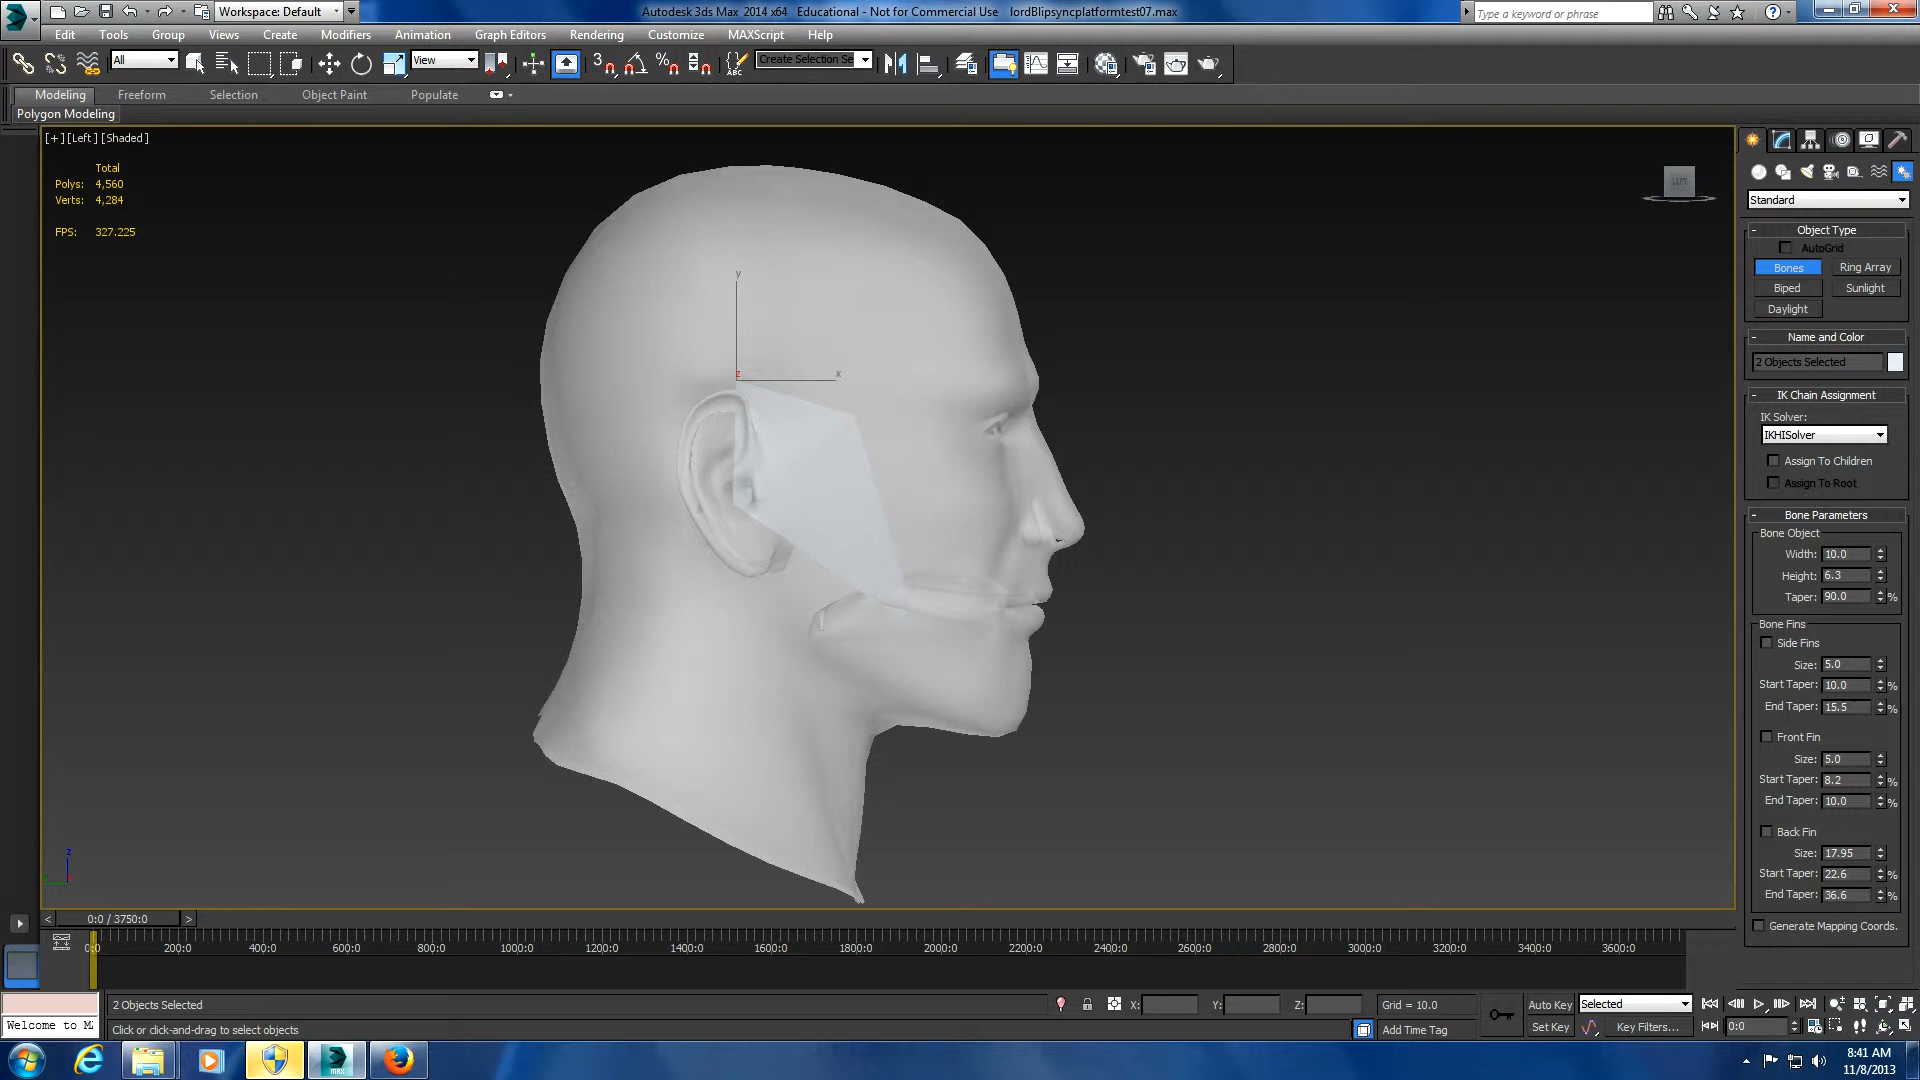 Workspace: Default
Autodesk 3ds Max 2014 x64 Educational - Not for Commercial Use lordBlipsyncplatformtest07.max
Type a keyword or phrase
Edit Tools Group Views Create Modifiers Animation Graph Editors Rendering Customize MAXScript Help
All
View
3
Create Selection Se
Modeling Freeform Selection Object Paint Populate
Polygon Modeling
[+] [Left] [Shaded]
Total
Polys: 4,560
Verts: 4,284
FPS: 327.225
y
z x
LEFT
z
Standard
Object Type
AutoGrid
Bones Ring Array
Biped Sunlight
Daylight
Name and Color
2 Objects Selected
IK Chain Assignment
IK Solver:
IKHISolver
Assign To Children
Assign To Root
Bone Parameters
Bone Object
Width: 10.0
Height: 6.3
Taper: 90.0 %
Bone Fins
Side Fins
Size: 5.0
Start Taper: 10.0 %
End Taper: 15.5 %
Front Fin
Size: 5.0
Start Taper: 8.2 %
End Taper: 10.0 %
Back Fin
Size: 17.95
Start Taper: 22.6 %
End Taper: 36.6 %
Generate Mapping Coords.
< 0:0 / 3750:0 >
0:0 200:0 400:0 600:0 800:0 1000:0 1200:0 1400:0 1600:0 1800:0 2000:0 2200:0 2400:0 2600:0 2800:0 3000:0 3200:0 3400:0 3600:0
2 Objects Selected X: Y: Z: Grid = 10.0 Auto Key Selected
Welcome to M
Click or click-and-drag to select objects Add Time Tag Set Key Key Filters... 0:0
8:41 AM
11/8/2013